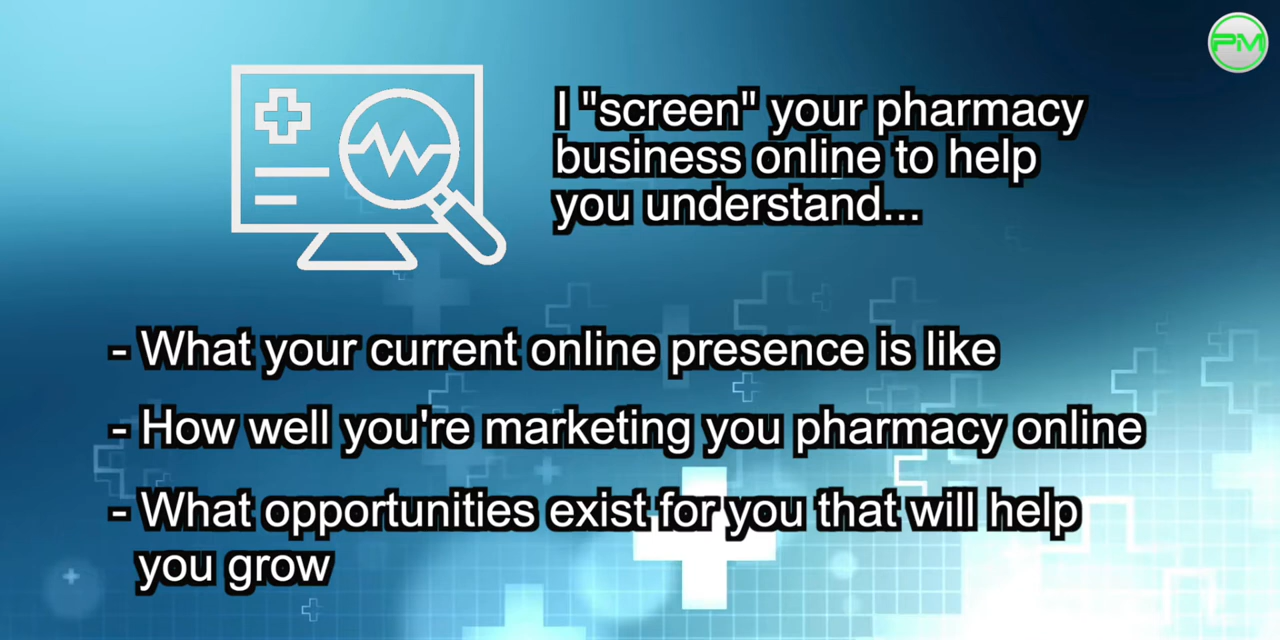 PM
I "screen" your pharmacy
business online to help
you understand...
- What your current online presence is like
- How well you're marketing you pharmacy online
- What opportunities exist for you that will help
you grow